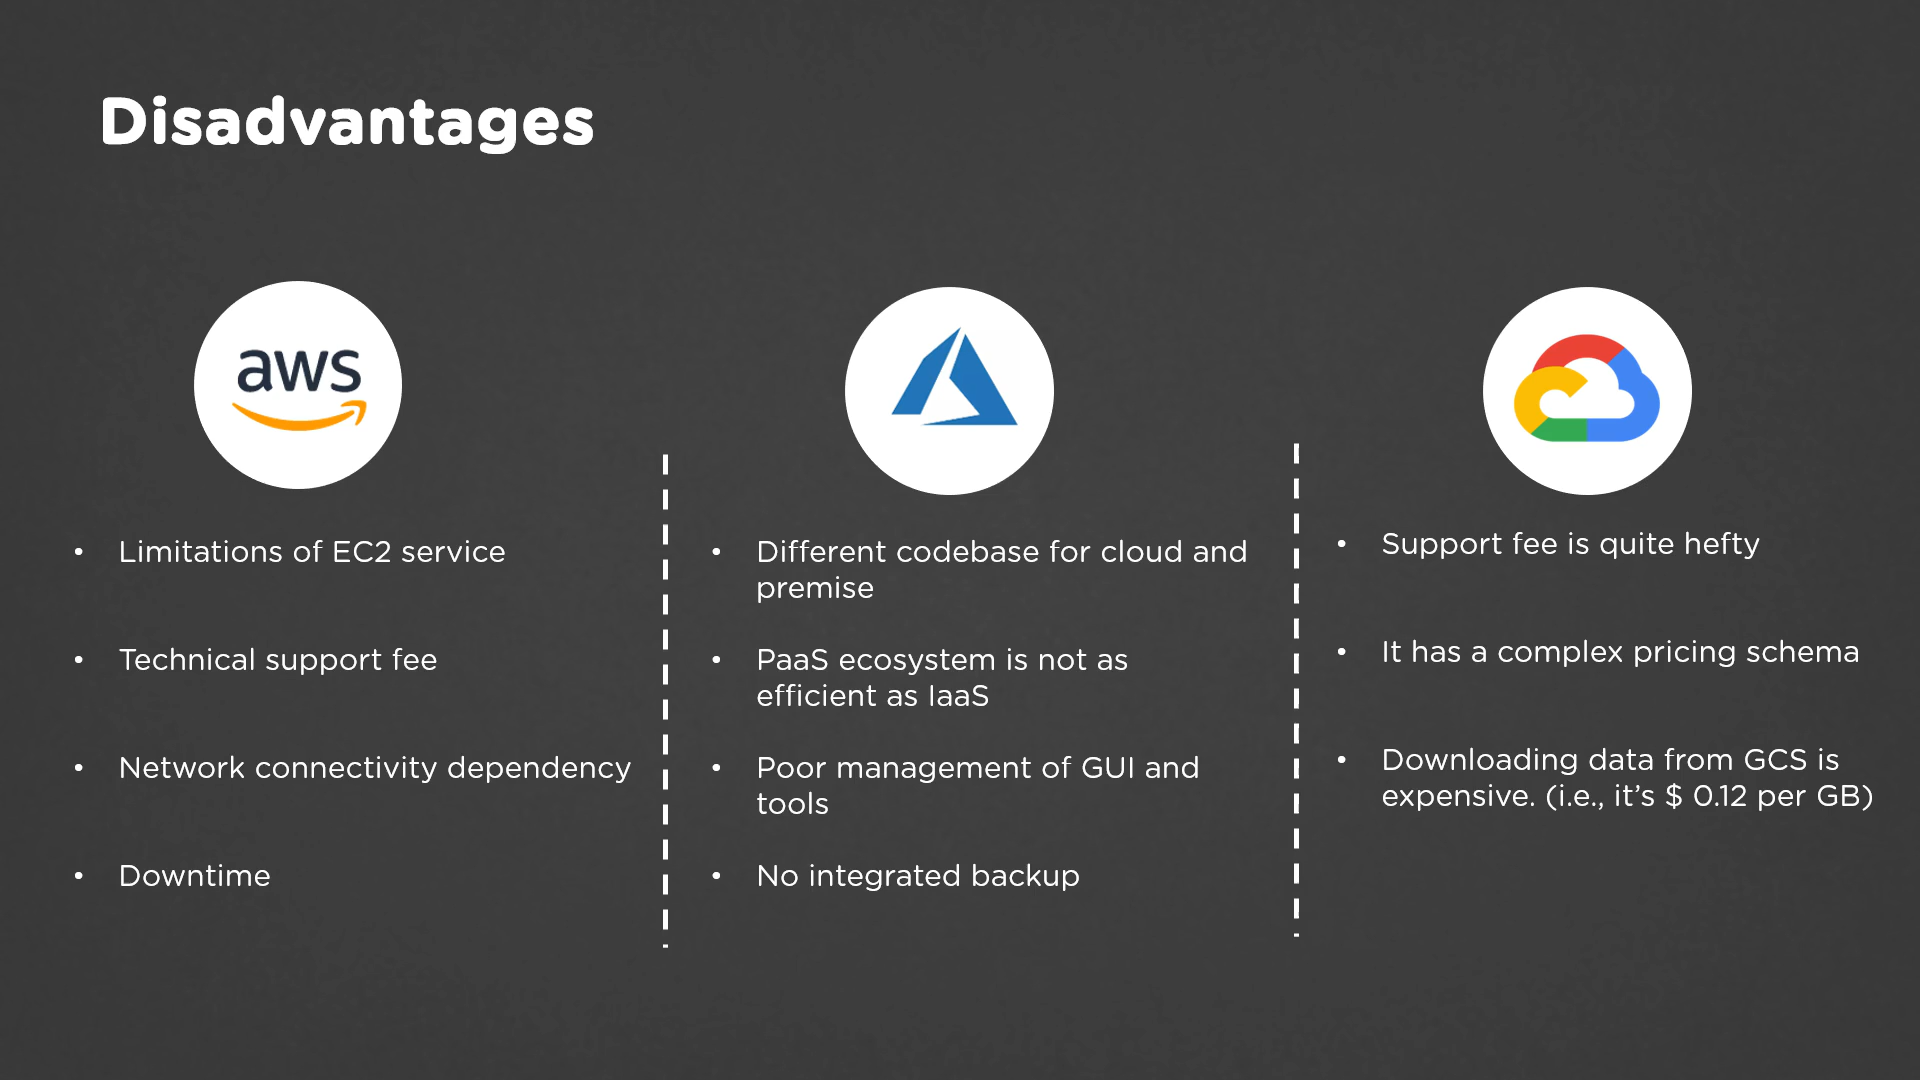 Disadvantages
aws
• Limitations of EC2 service
• Technical support fee
• Network connectivity dependency
• Downtime
• Different codebase for cloud and
premise
• PaaS ecosystem is not as
efficient as IaaS
• Poor management of GUI and
tools
• No integrated backup
• Support fee is quite hefty
• It has a complex pricing schema
• Downloading data from GCS is
expensive. (i.e., it’s $ 0.12 per GB)